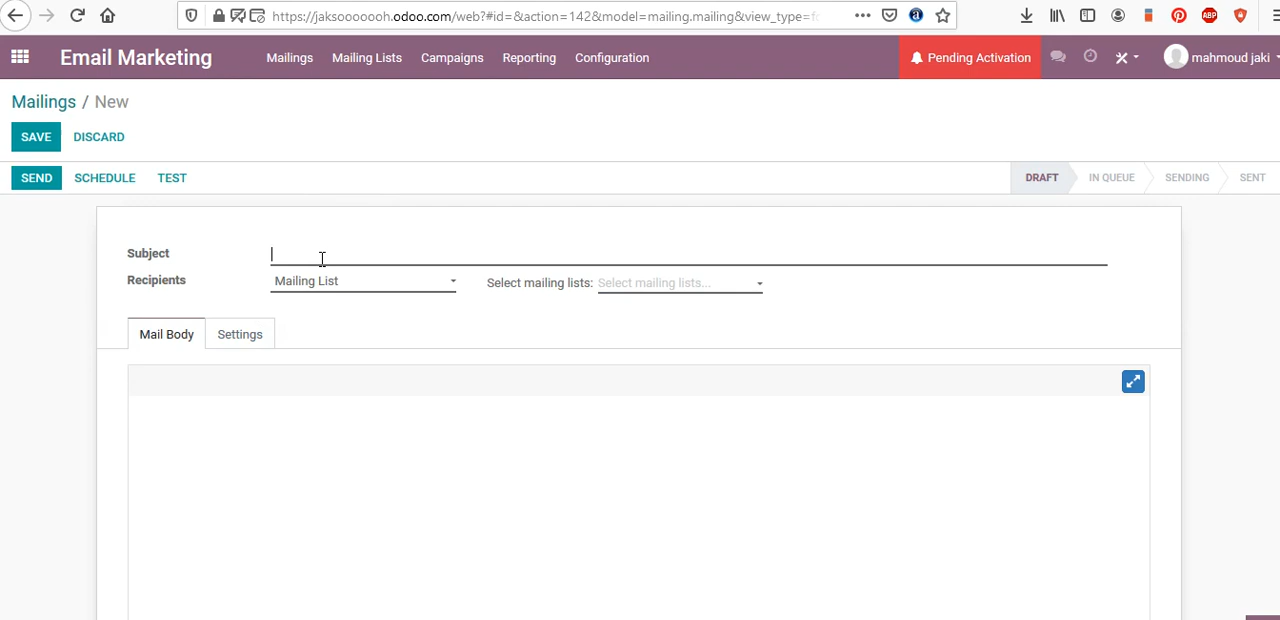 https://jaksooooooh.odoo.com/web?#id=&action=142&model=mailing.mailing&view_type=f
ABP
Email Marketing Mailings Mailing Lists Campaigns Reporting Configuration Pending Activation mahmoud jaki
Mailings / New
SAVE DISCARD
SEND SCHEDULE TEST DRAFT IN QUEUE SENDING SENT
Subject
Recipients Mailing List Select mailing lists: Select mailing lists...
Mail Body Settings